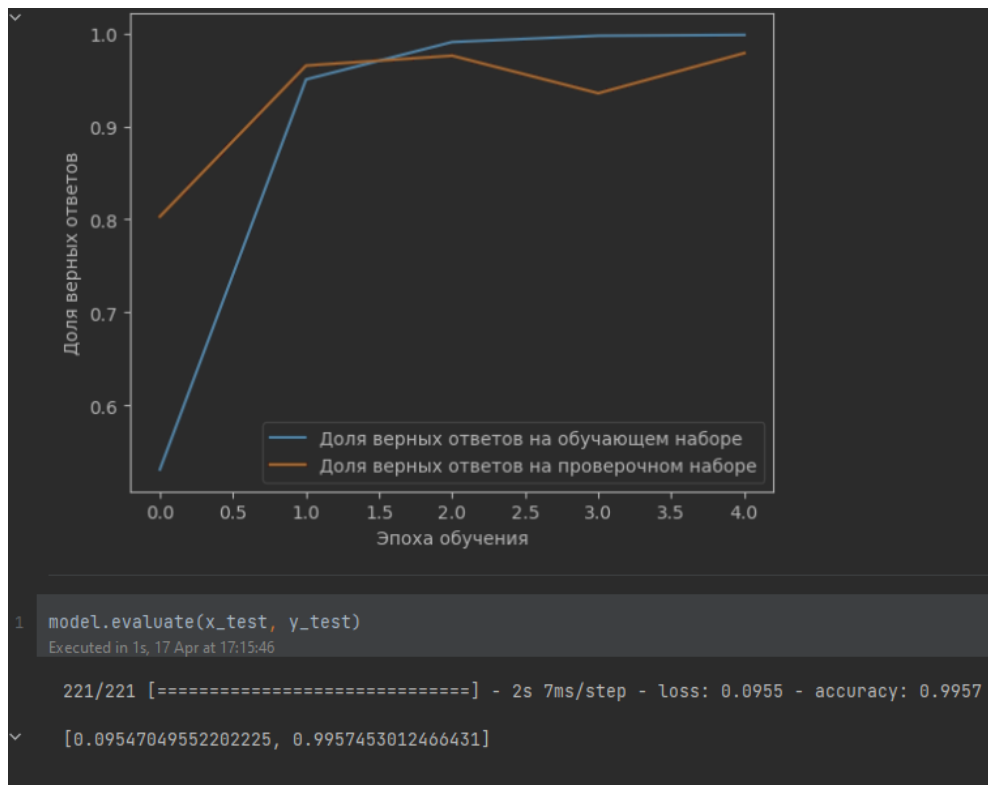 1.0
0.9
0.8
0.7
0.6
Доля верных ответов
Доля верных ответов на обучающем наборе
Доля верных ответов на проверочном наборе
0.0 0.5 1.0 1.5 2.0 2.5 3.0 3.5 4.0
Эпоха обучения
1 model.evaluate(x_test, y_test)
Executed in 1s, 17 Apr at 17:15:46
221/221 [==============================] - 2s 7ms/step - loss: 0.0955 - accuracy: 0.9957
[0.09547049552202225, 0.9957453012466431]